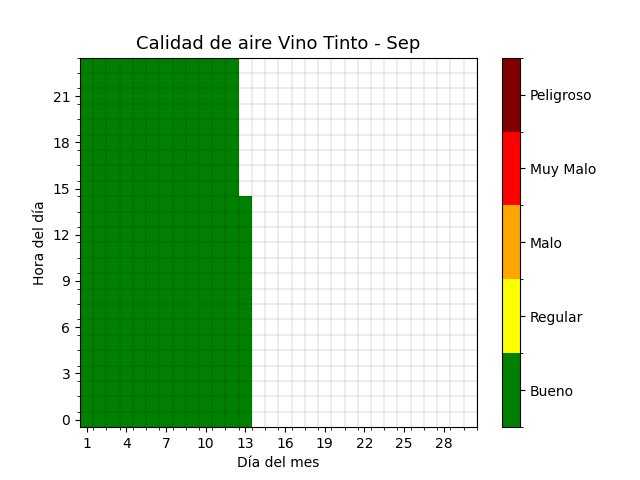 Calidad de aire Vino Tinto - Sep
Hora del día
21
18
15
12
9
6
3
0
1 4 7 10 13 16 19 22 25 28
Día del mes
Peligroso
Muy Malo
Malo
Regular
Bueno